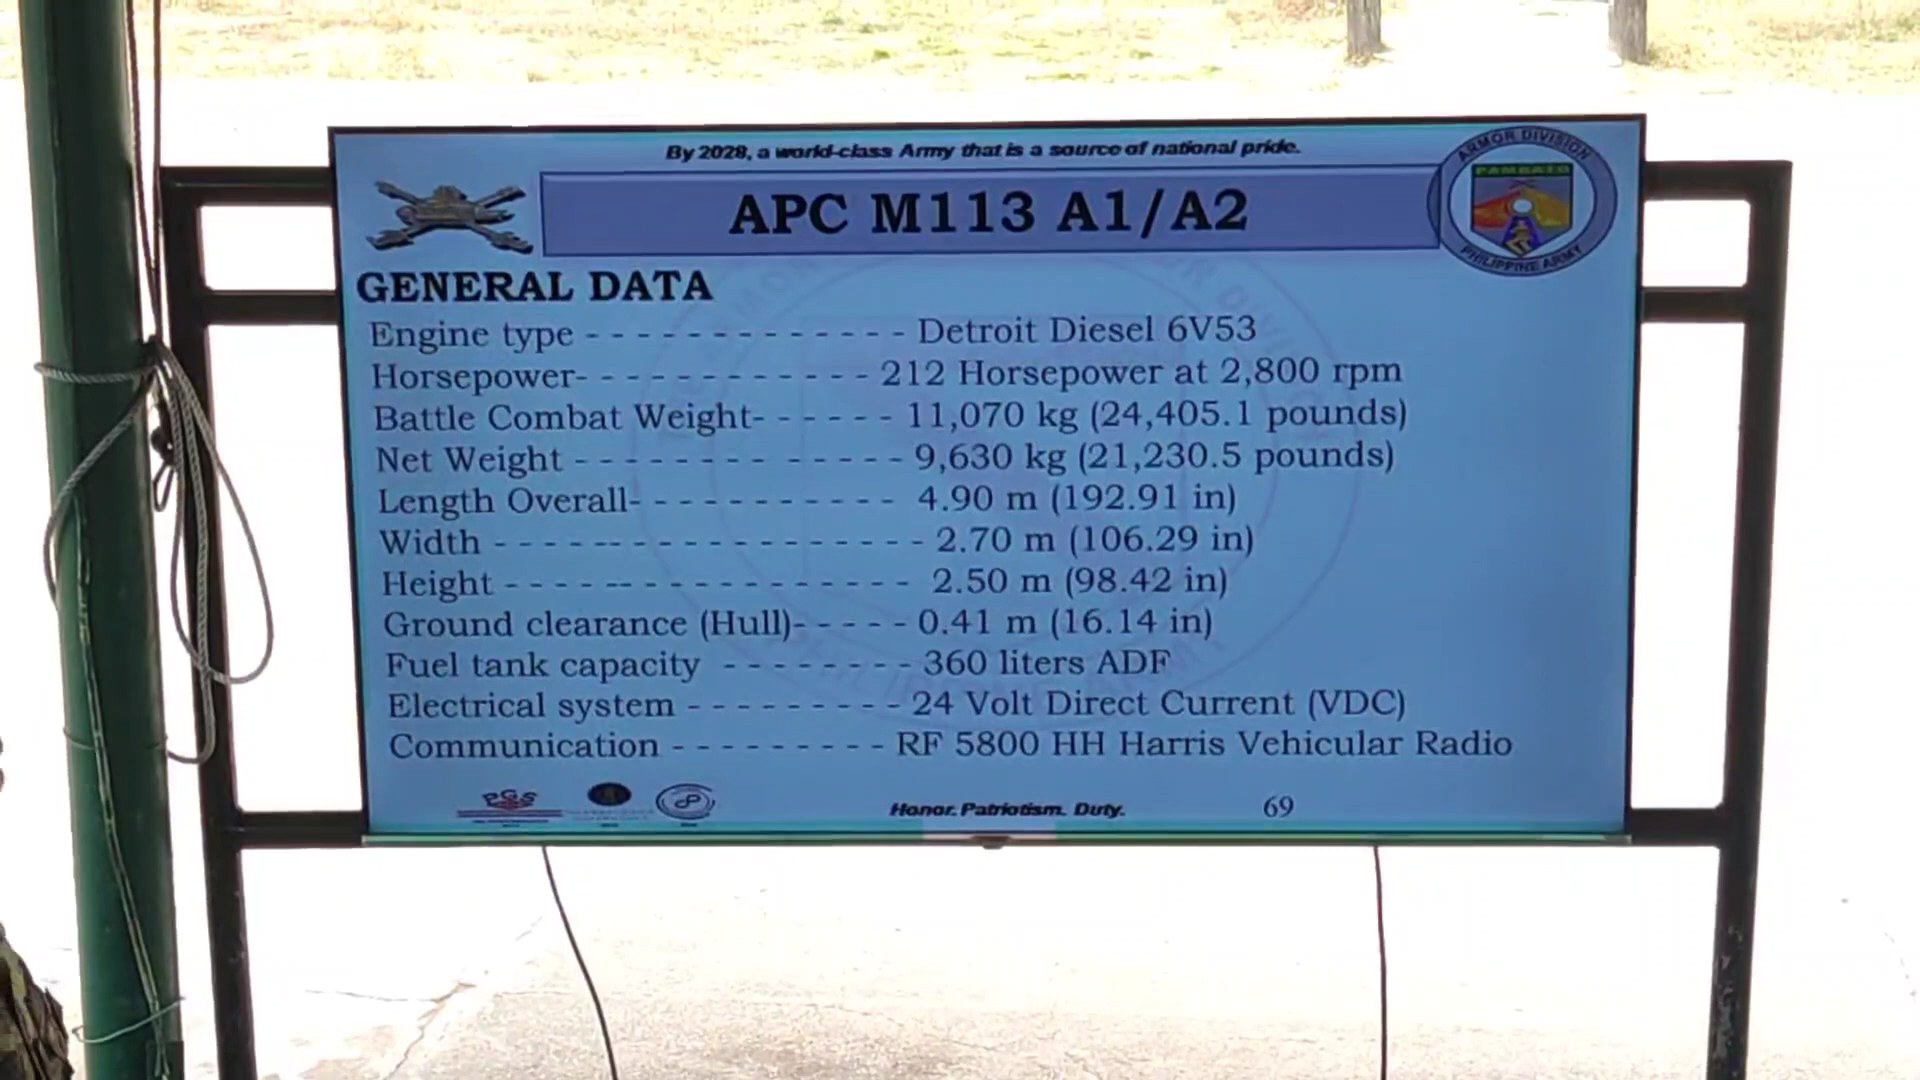 By 2028, a world-class Army that is a source of national pride.
APC M113 A1/A2
ARMOR DIVISION
PAMBATO
PHILIPPINE ARMY
GENERAL DATA
Engine type - - - - - - - - - - - - - Detroit Diesel 6V53
Horsepower- - - - - - - - - - - - 212 Horsepower at 2,800 rpm
Battle Combat Weight- - - - - - 11,070 kg (24,405.1 pounds)
Net Weight - - - - - - - - - - - - - 9,630 kg (21,230.5 pounds)
Length Overall- - - - - - - - - - - 4.90 m (192.91 in)
Width - - - - - - - - - - - - - - - - - - 2.70 m (106.29 in)
Height - - - - - - - - - - - - - - - - - 2.50 m (98.42 in)
Ground clearance (Hull)- - - - - 0.41 m (16.14 in)
Fuel tank capacity - - - - - - - - 360 liters ADF
Electrical system - - - - - - - - - 24 Volt Direct Current (VDC)
Communication - - - - - - - - - RF 5800 HH Harris Vehicular Radio
PGS
Honor. Patriotism. Duty.
69